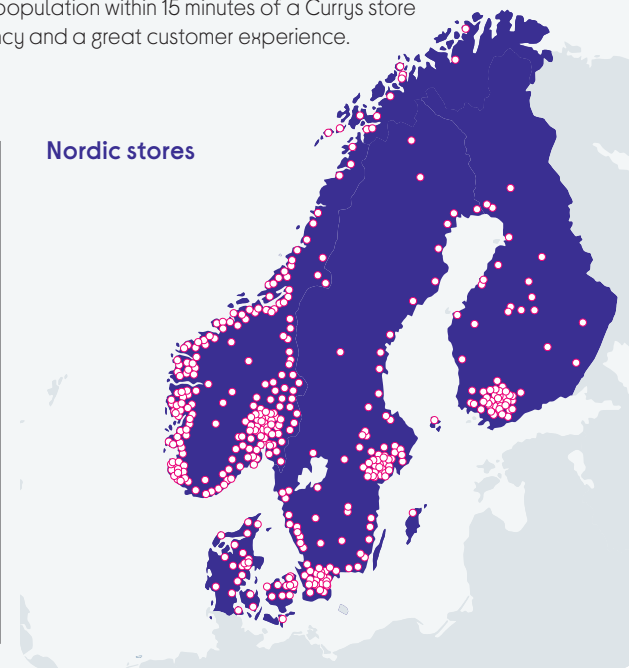 population within 15 minutes of a Currys store
ncy and a great customer experience.
Nordic stores